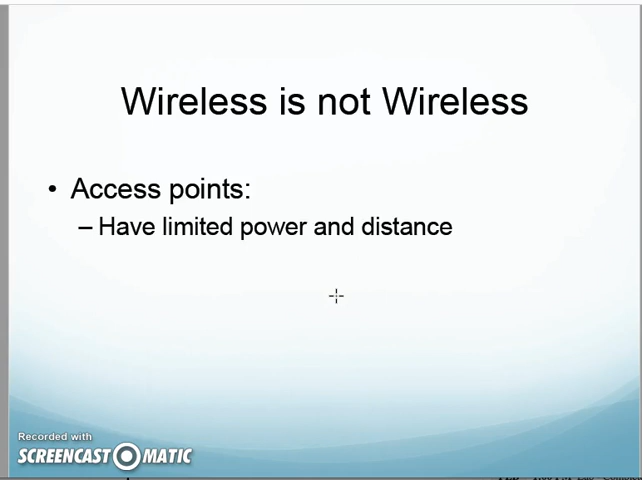 Wireless is not Wireless
• Access points:
– Have limited power and distance
Recorded with
SCREENCAST MATIC